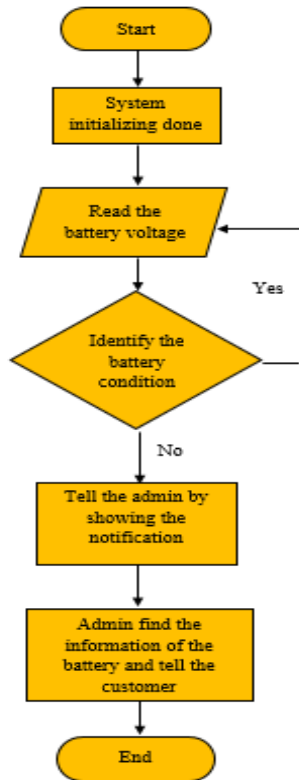 Start
System
initializing done
Read the
battery voltage
Yes
Identify the
battery
condition
No
Tell the admin by
showing the
notification
Admin find the
information of the
battery and tell the
customer
End